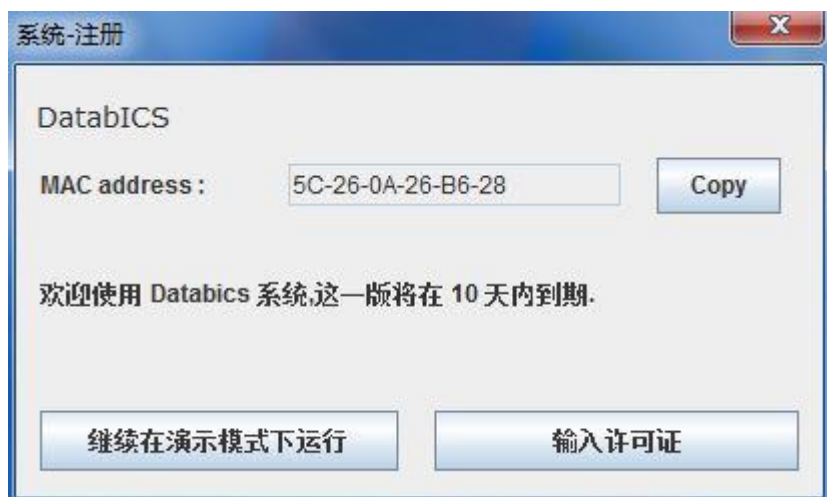 系统-注册
DatabICS
MAC address : 5C-26-0A-26-B6-28 Copy
欢迎使用 Databics 系统,这一版将在 10 天内到期.
继续在演示模式下运行 输入许可证